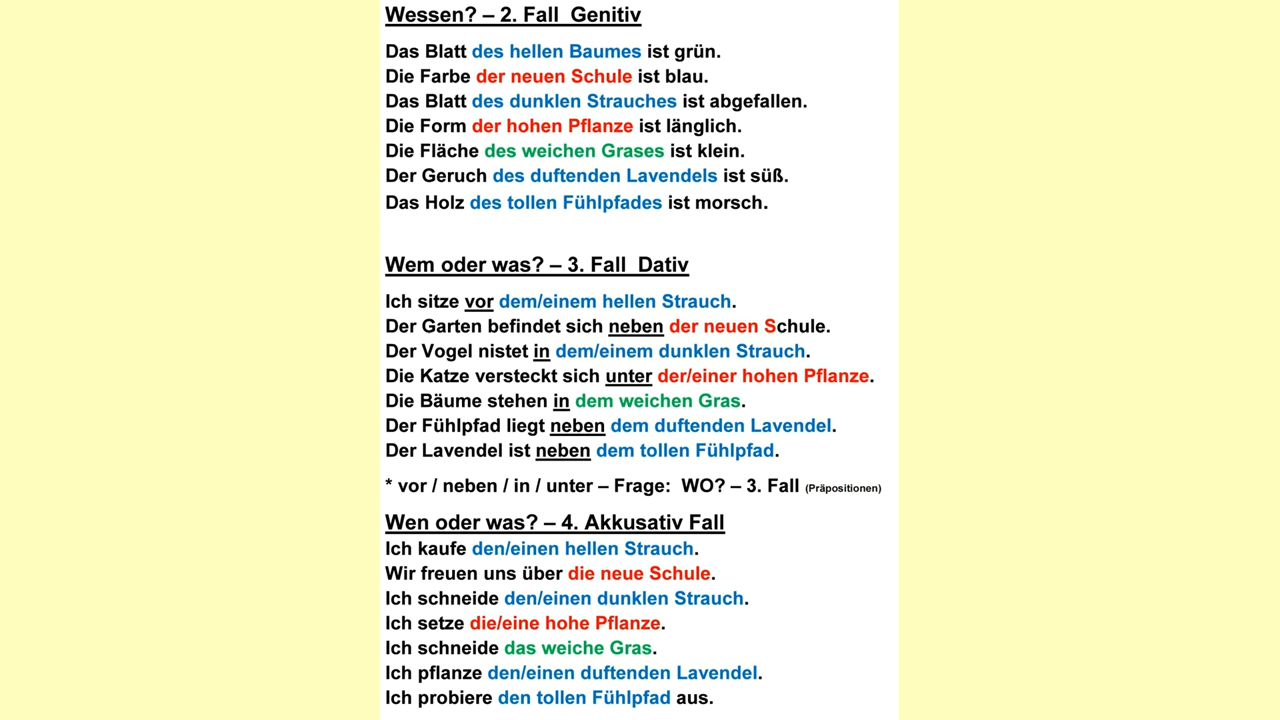 Wessen? – 2. Fall  Genitiv
Das Blatt des hellen Baumes ist grün.
Die Farbe der neuen Schule ist blau.
Das Blatt des dunklen Strauches ist abgefallen.
Die Form der hohen Pflanze ist länglich.
Die Fläche des weichen Grases ist klein.
Der Geruch des duftenden Lavendels ist süß.
Das Holz des tollen Fühlpfades ist morsch.
Wem oder was? – 3. Fall  Dativ
Ich sitze vor dem/einem hellen Strauch.
Der Garten befindet sich neben der neuen Schule.
Der Vogel nistet in dem/einem dunklen Strauch.
Die Katze versteckt sich unter der/einer hohen Pflanze.
Die Bäume stehen in dem weichen Gras.
Der Fühlpfad liegt neben dem duftenden Lavendel.
Der Lavendel ist neben dem tollen Fühlpfad.
* vor / neben / in / unter – Frage:  WO? – 3. Fall (Präpositionen)
Wen oder was? – 4. Akkusativ Fall
Ich kaufe den/einen hellen Strauch.
Wir freuen uns über die neue Schule.
Ich schneide den/einen dunklen Strauch.
Ich setze die/eine hohe Pflanze.
Ich schneide das weiche Gras.
Ich pflanze den/einen duftenden Lavendel.
Ich probiere den tollen Fühlpfad aus.